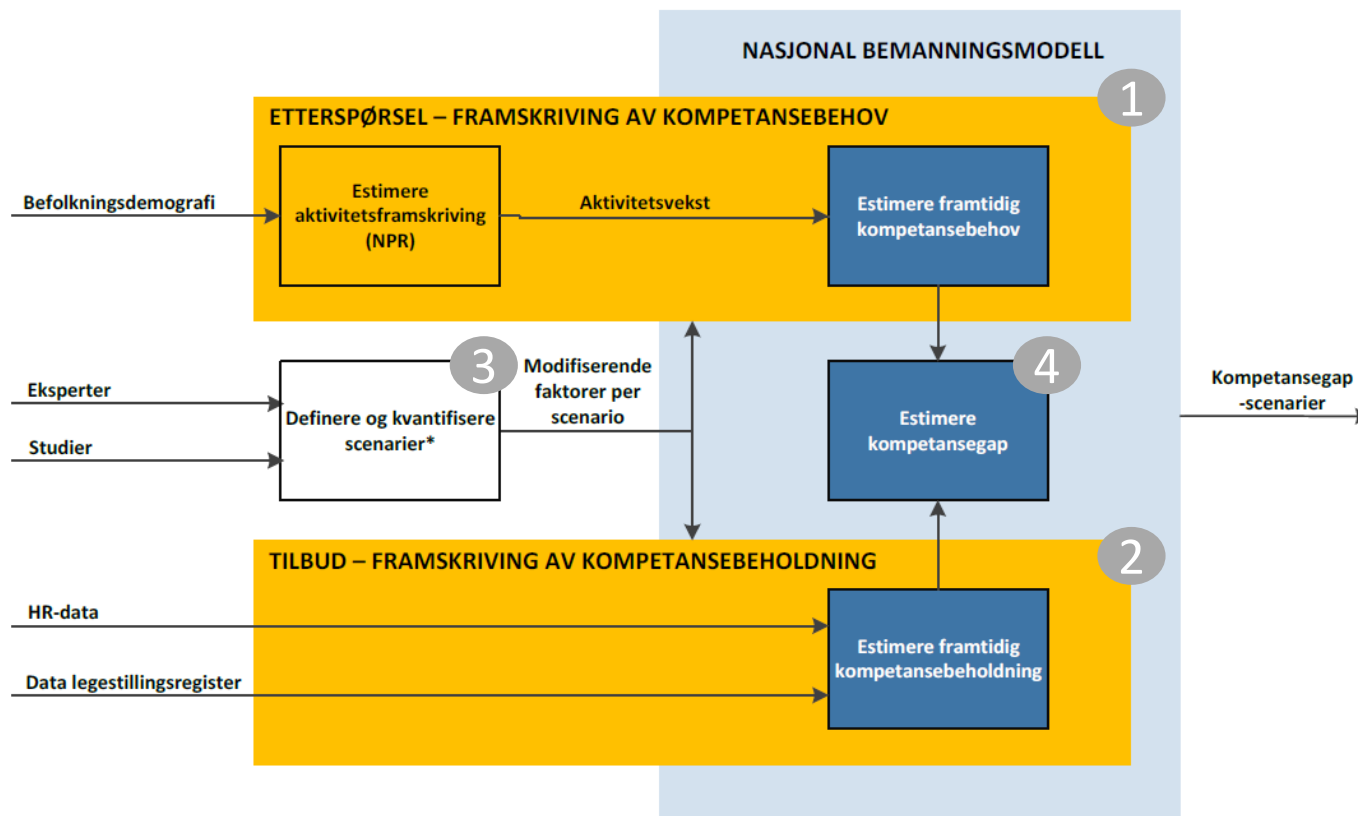 NASJONAL BEMANNINGSMODELL
1
ETTERSPØRSEL – FRAMSKRIVING AV KOMPETANSEBEHOV
Befolkningsdemografi
Estimere
aktivitetsframskriving
(NPR)
Aktivitetsvekst
Estimere framtidig
kompetansebehov
3
Eksperter
Studier
Definere og kvantifisere
scenarier*
Modifiserende
faktorer per
scenario
4
Estimere
kompetansegap
Kompetansegap
-scenarier
2
TILBUD – FRAMSKRIVING AV KOMPETANSEBEHOLDNING
HR-data
Data legestillingsregister
Estimere framtidig
kompetansebeholdning